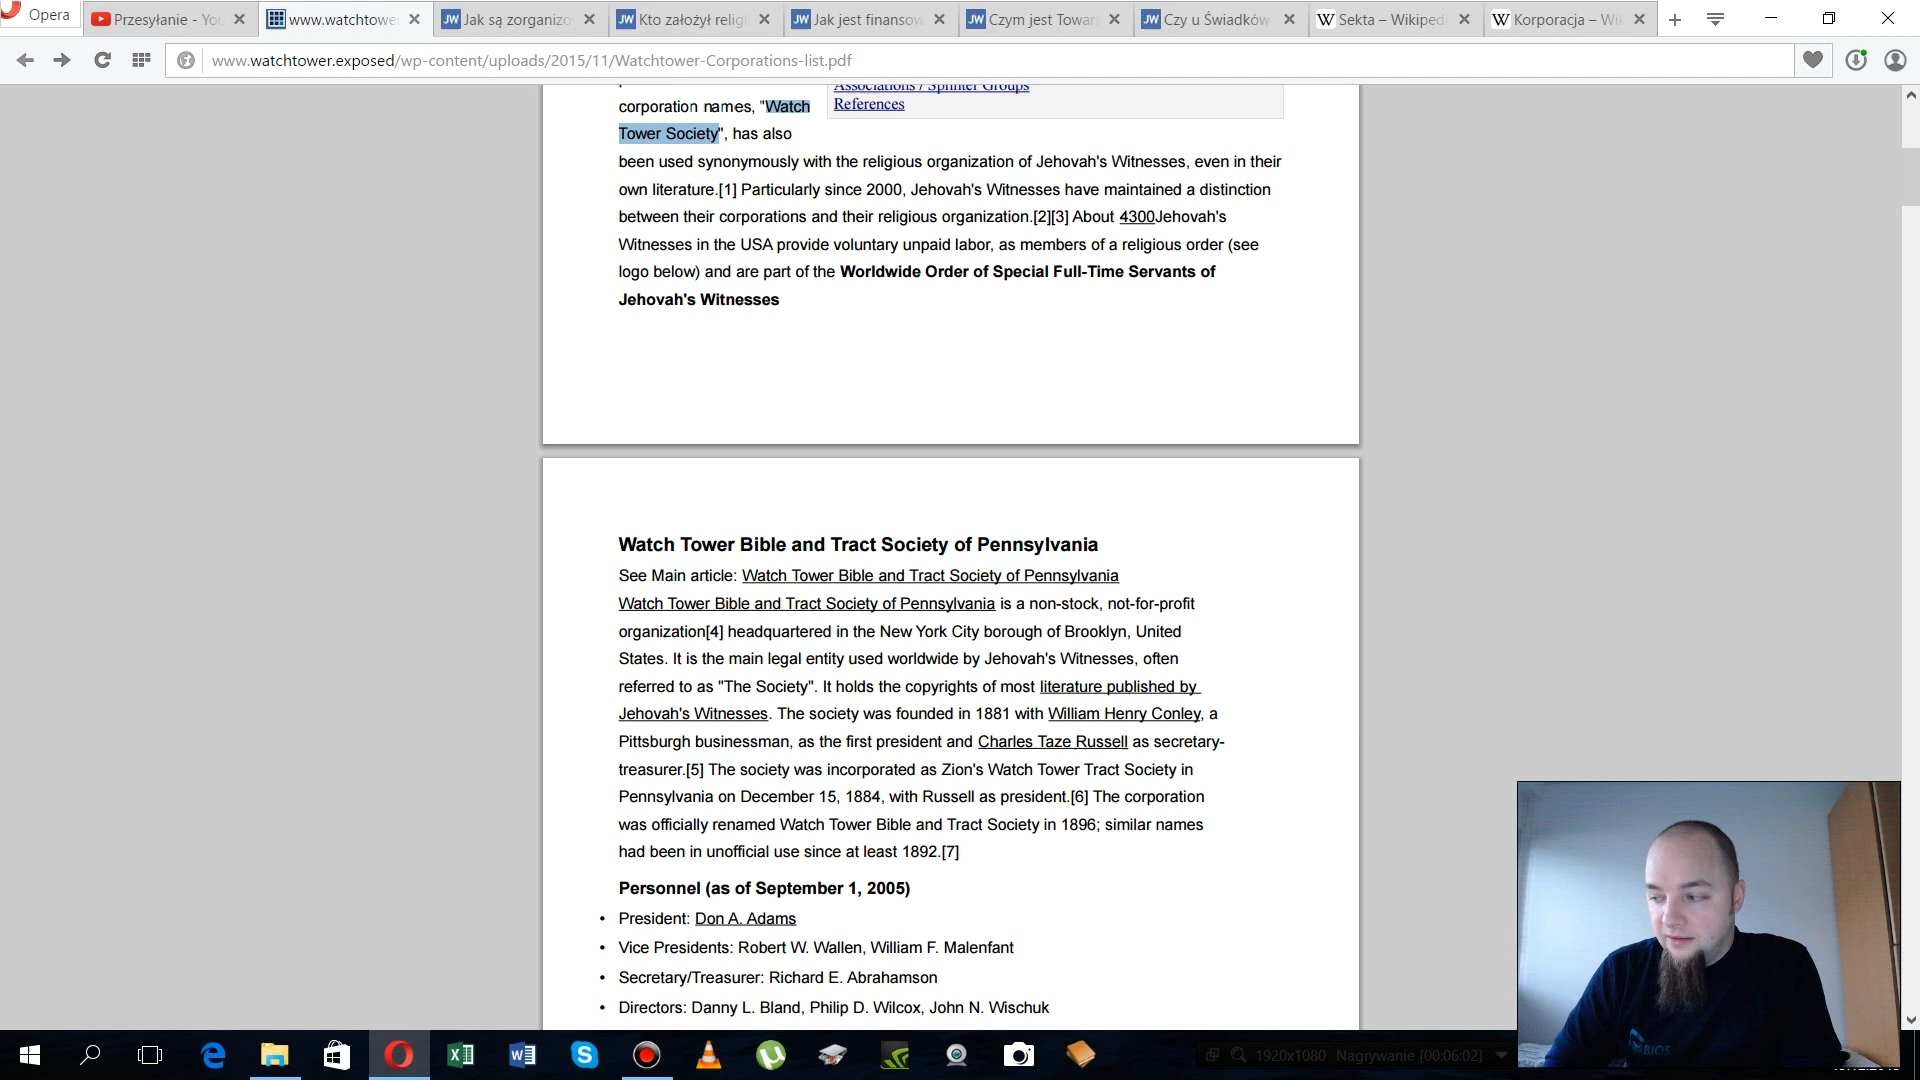 Opera
Przesyłanie - You
www.watchtower
Jak są zorganizo
Kto założył religi
Jak jest finansow
Czym jest Towar
Czy u Świadków
Sekta – Wikiped
Korporacja – Wi
www.watchtower.exposed/wp-content/uploads/2015/11/Watchtower-Corporations-list.pdf
Associations / Splinter Groups
corporation names, "Watch
References
Tower Society", has also
been used synonymously with the religious organization of Jehovah's Witnesses, even in their
own literature.[1] Particularly since 2000, Jehovah's Witnesses have maintained a distinction
between their corporations and their religious organization.[2][3] About 4300Jehovah's
Witnesses in the USA provide voluntary unpaid labor, as members of a religious order (see
logo below) and are part of the Worldwide Order of Special Full-Time Servants of
Jehovah's Witnesses
Watch Tower Bible and Tract Society of Pennsylvania
See Main article: Watch Tower Bible and Tract Society of Pennsylvania
Watch Tower Bible and Tract Society of Pennsylvania is a non-stock, not-for-profit
organization[4] headquartered in the New York City borough of Brooklyn, United
States. It is the main legal entity used worldwide by Jehovah's Witnesses, often
referred to as "The Society". It holds the copyrights of most literature published by
Jehovah's Witnesses. The society was founded in 1881 with William Henry Conley, a
Pittsburgh businessman, as the first president and Charles Taze Russell as secretary-
treasurer.[5] The society was incorporated as Zion's Watch Tower Tract Society in
Pennsylvania on December 15, 1884, with Russell as president.[6] The corporation
was officially renamed Watch Tower Bible and Tract Society in 1896; similar names
had been in unofficial use since at least 1892.[7]
Personnel (as of September 1, 2005)
• President: Don A. Adams
• Vice Presidents: Robert W. Wallen, William F. Malenfant
• Secretary/Treasurer: Richard E. Abrahamson
• Directors: Danny L. Bland, Philip D. Wilcox, John N. Wischuk
1920x1080 Nagrywanie [00:06:02]
BIOS